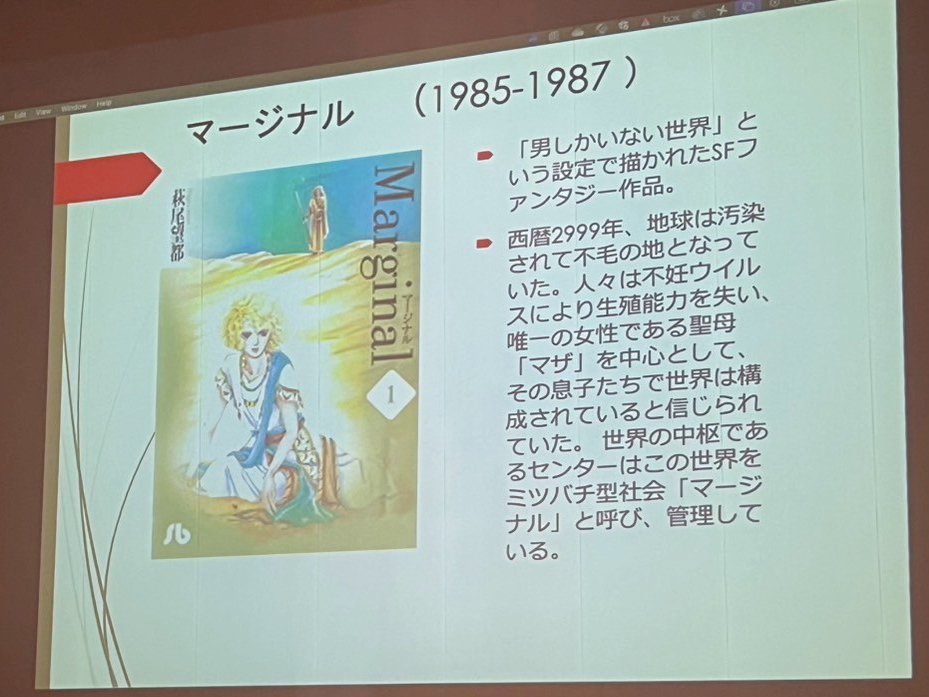 Edit View Window Help
box
マージナル （1985-1987 ）
「男しかいない世界」と
いう設定で描かれたSFフ
ァンタジー作品。
西暦2999年、地球は汚染
されて不毛の地となって
いた。人々は不妊ウイル
スにより生殖能力を失い、
唯一の女性である聖母
「マザ」を中心として、
その息子たちで世界は構
成されていると信じられ
ていた。 世界の中枢であ
るセンターはこの世界を
ミツバチ型社会「マージ
ナル」と呼び、管理して
いる。
萩尾望都
Marginal
マージナル
1